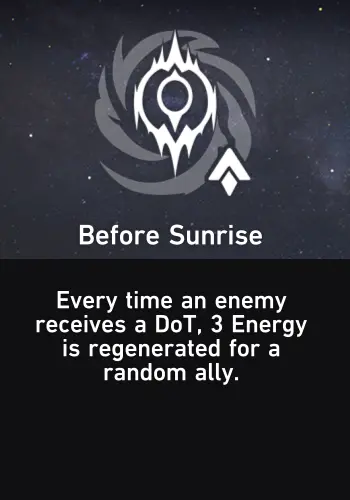 Before Sunrise
Every time an enemy
receives a DoT, 3 Energy
is regenerated for a
random ally.